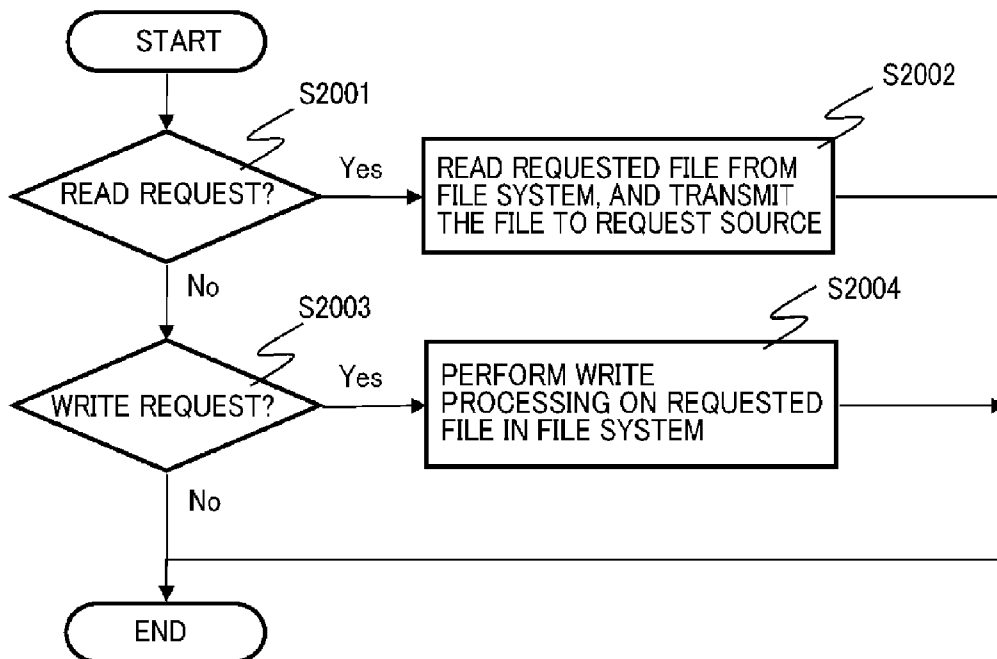 START
S2001
S2002
READ REQUEST?
Yes
READ REQUESTED FILE FROM
FILE SYSTEM, AND TRANSMIT
THE FILE TO REQUEST SOURCE
No
S2003
S2004
WRITE REQUEST?
Yes
PERFORM WRITE
PROCESSING ON REQUESTED
FILE IN FILE SYSTEM
No
END